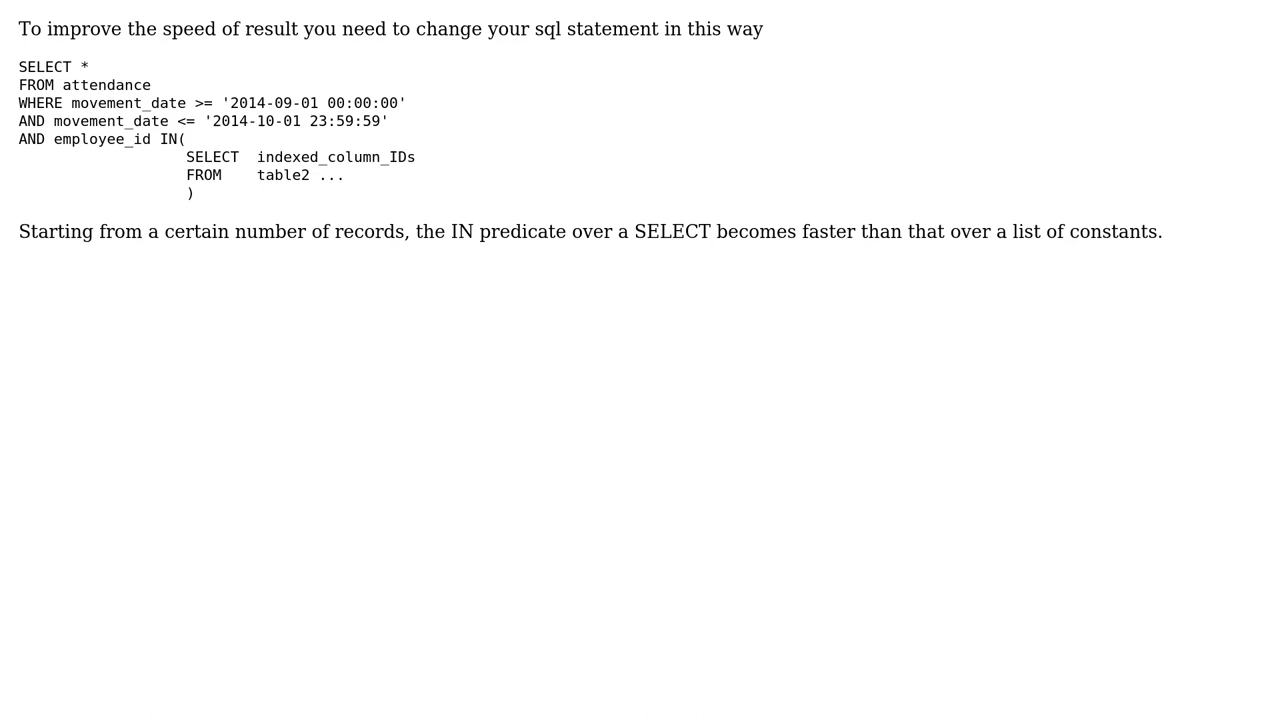 To improve the speed of result you need to change your sql statement in this way
SELECT *
FROM attendance
WHERE movement_date >= '2014-09-01 00:00:00'
AND movement_date <= '2014-10-01 23:59:59'
AND employee_id IN(
                   SELECT  indexed_column_IDs
                   FROM    table2 ...
                   )
Starting from a certain number of records, the IN predicate over a SELECT becomes faster than that over a list of constants.